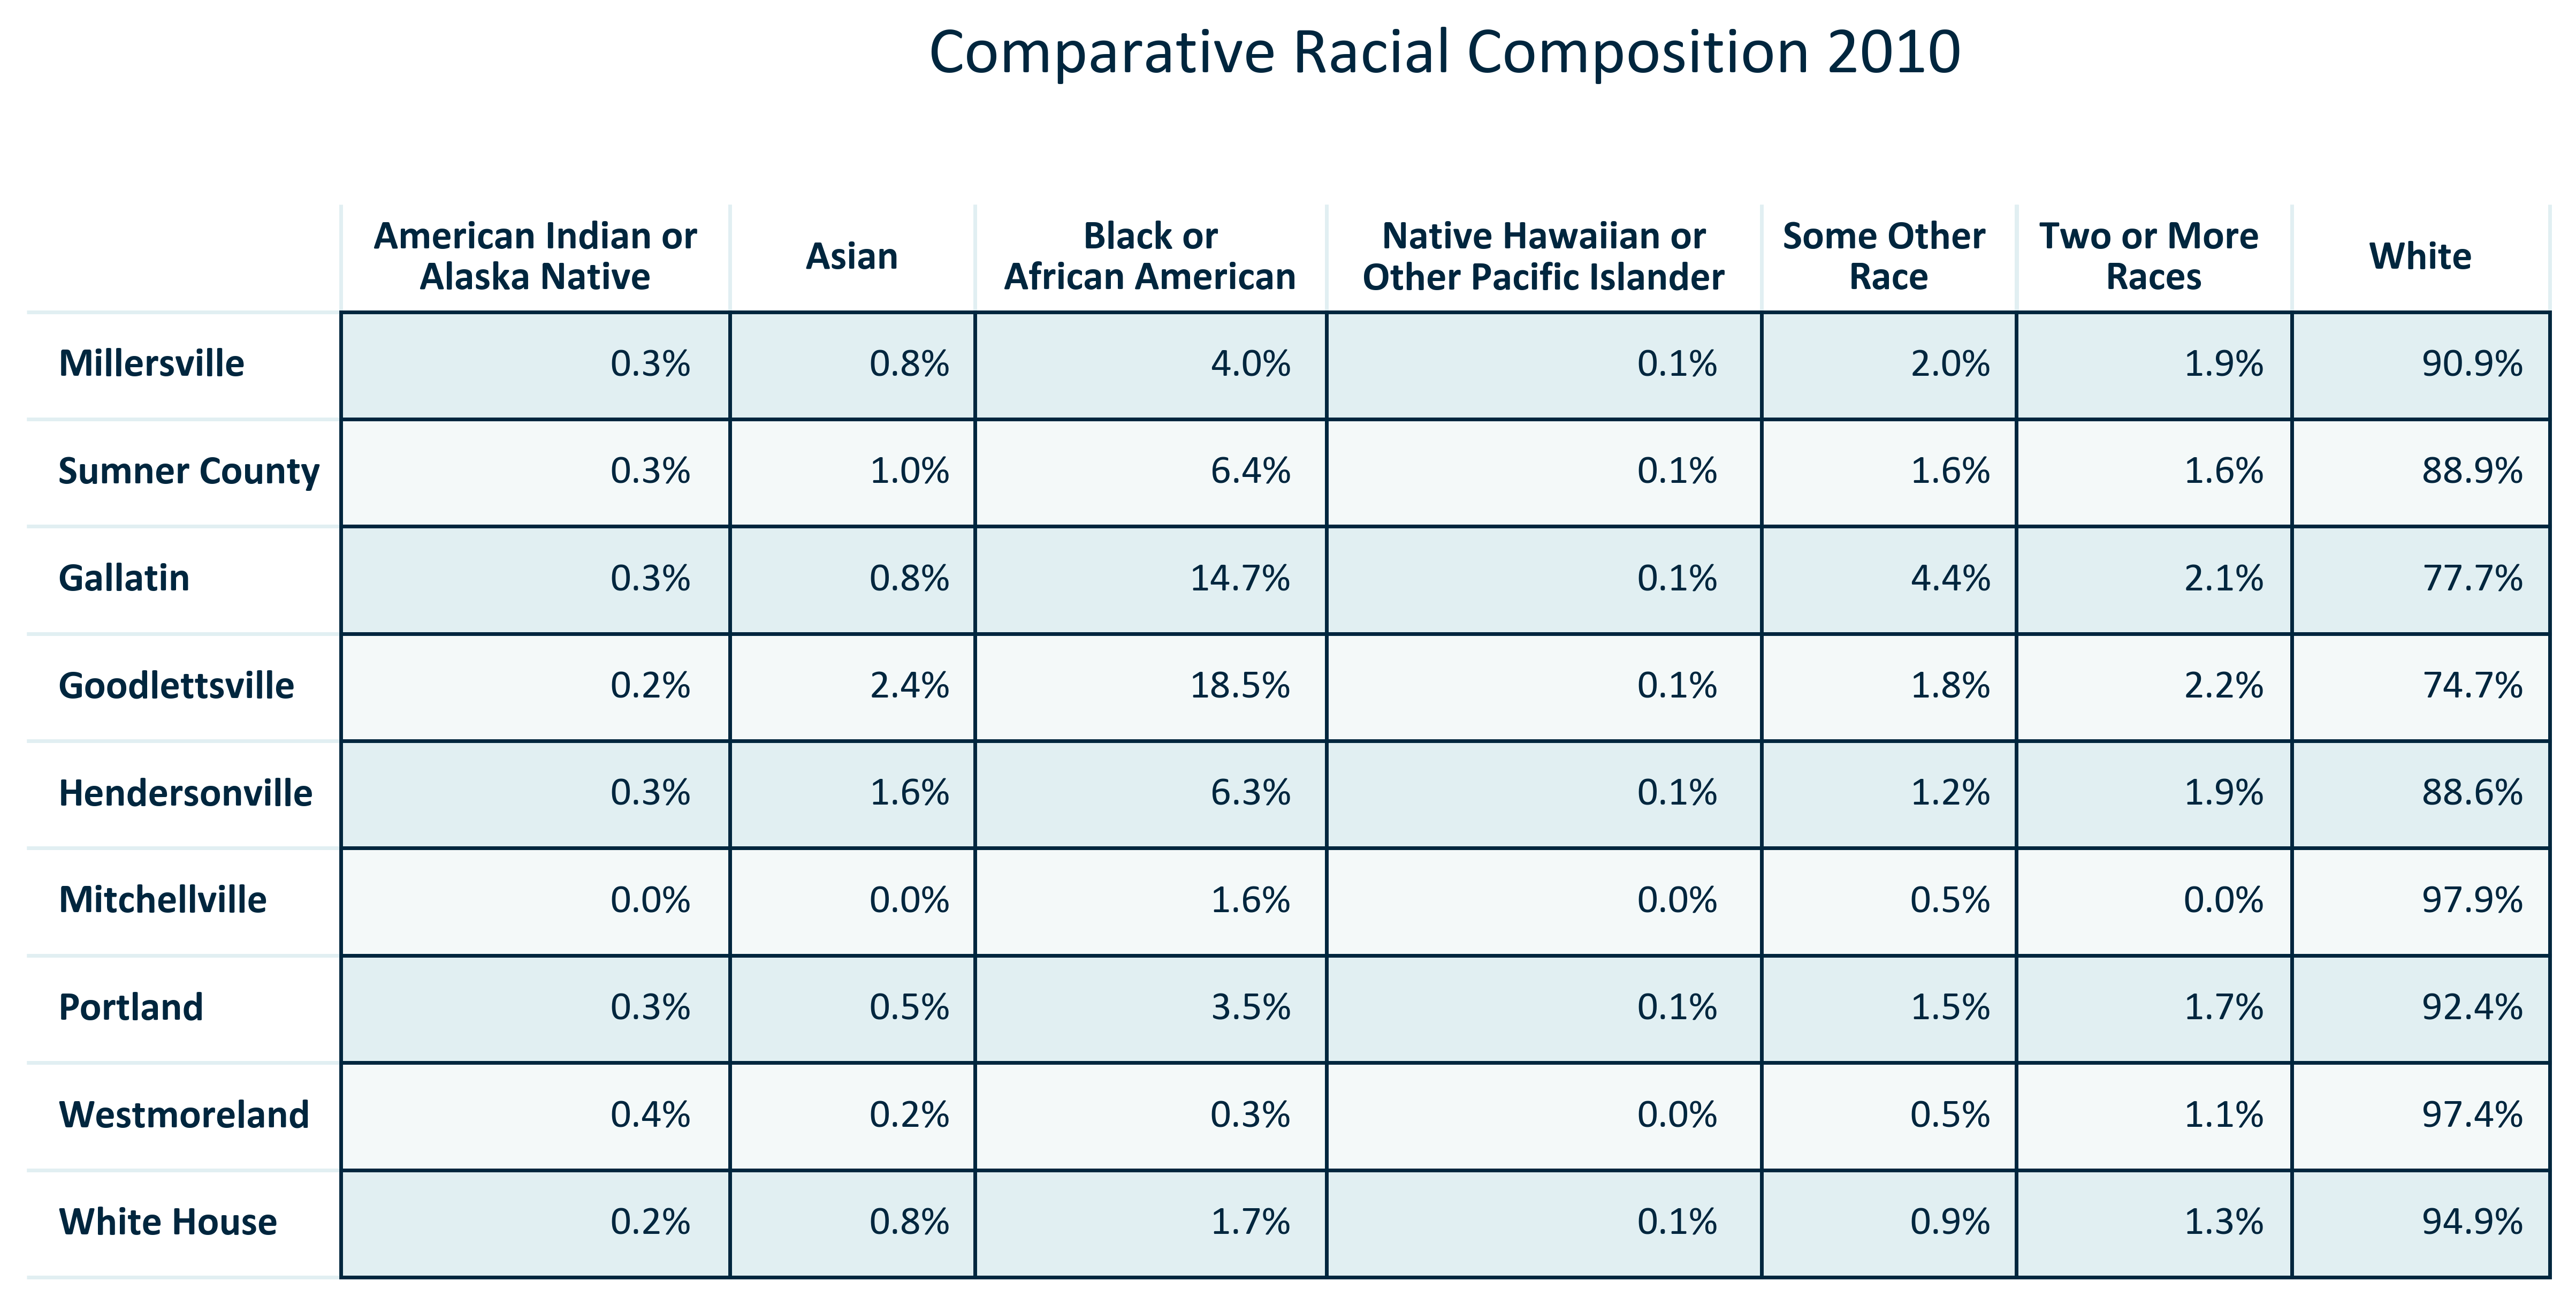 Comparative Racial Composition 2010
American Indian or Alaska Native Asian Black or African American Native Hawaiian or Other Pacific Islander Some Other Race Two or More Races White
Millersville 0.3% 0.8% 4.0% 0.1% 2.0% 1.9% 90.9%
Sumner County 0.3% 1.0% 6.4% 0.1% 1.6% 1.6% 88.9%
Gallatin 0.3% 0.8% 14.7% 0.1% 4.4% 2.1% 77.7%
Goodlettsville 0.2% 2.4% 18.5% 0.1% 1.8% 2.2% 74.7%
Hendersonville 0.3% 1.6% 6.3% 0.1% 1.2% 1.9% 88.6%
Mitchellville 0.0% 0.0% 1.6% 0.0% 0.5% 0.0% 97.9%
Portland 0.3% 0.5% 3.5% 0.1% 1.5% 1.7% 92.4%
Westmoreland 0.4% 0.2% 0.3% 0.0% 0.5% 1.1% 97.4%
White House 0.2% 0.8% 1.7% 0.1% 0.9% 1.3% 94.9%